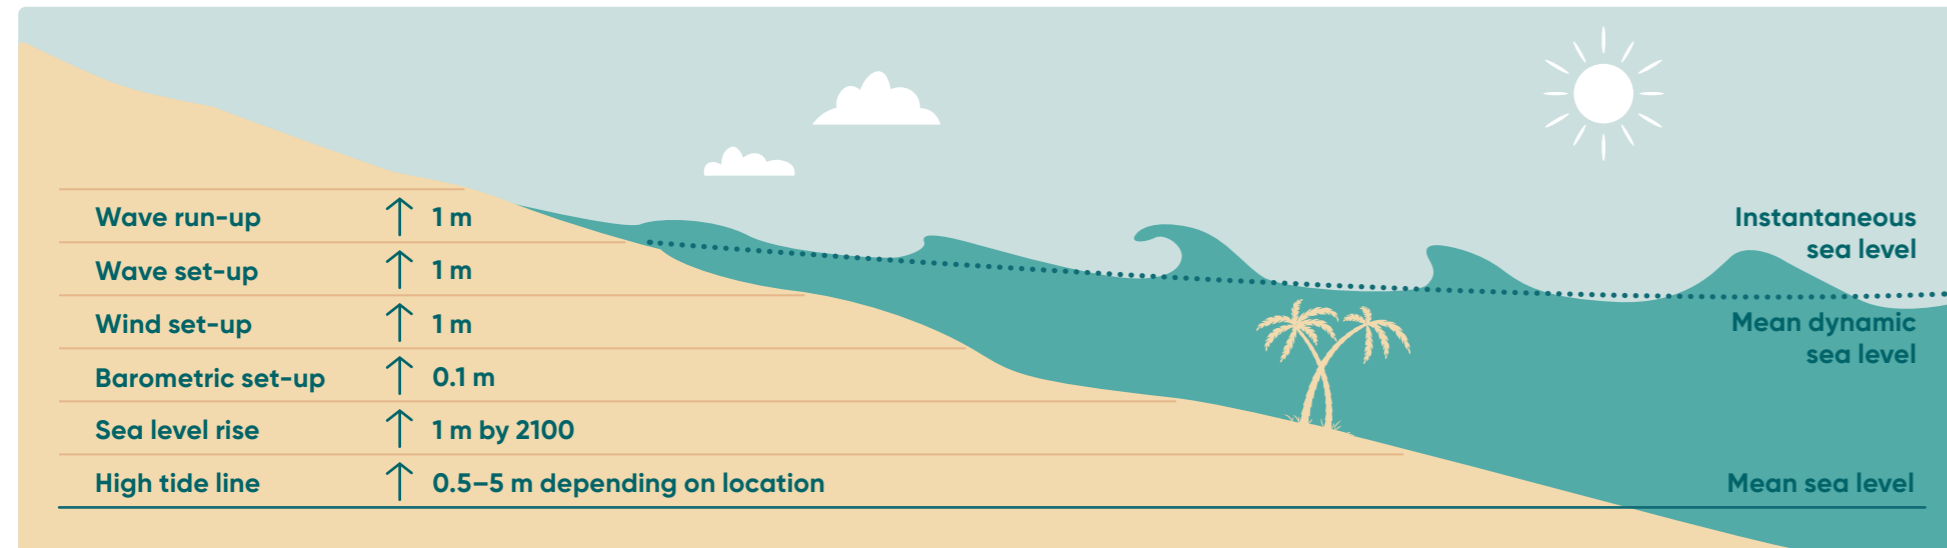 Wave run-up 1 m
Instantaneous
sea level
Wave set-up 1 m
Wind set-up 1 m
Mean dynamic
sea level
Barometric set-up 0.1 m
Sea level rise 1 m by 2100
High tide line 0.5–5 m depending on location
Mean sea level